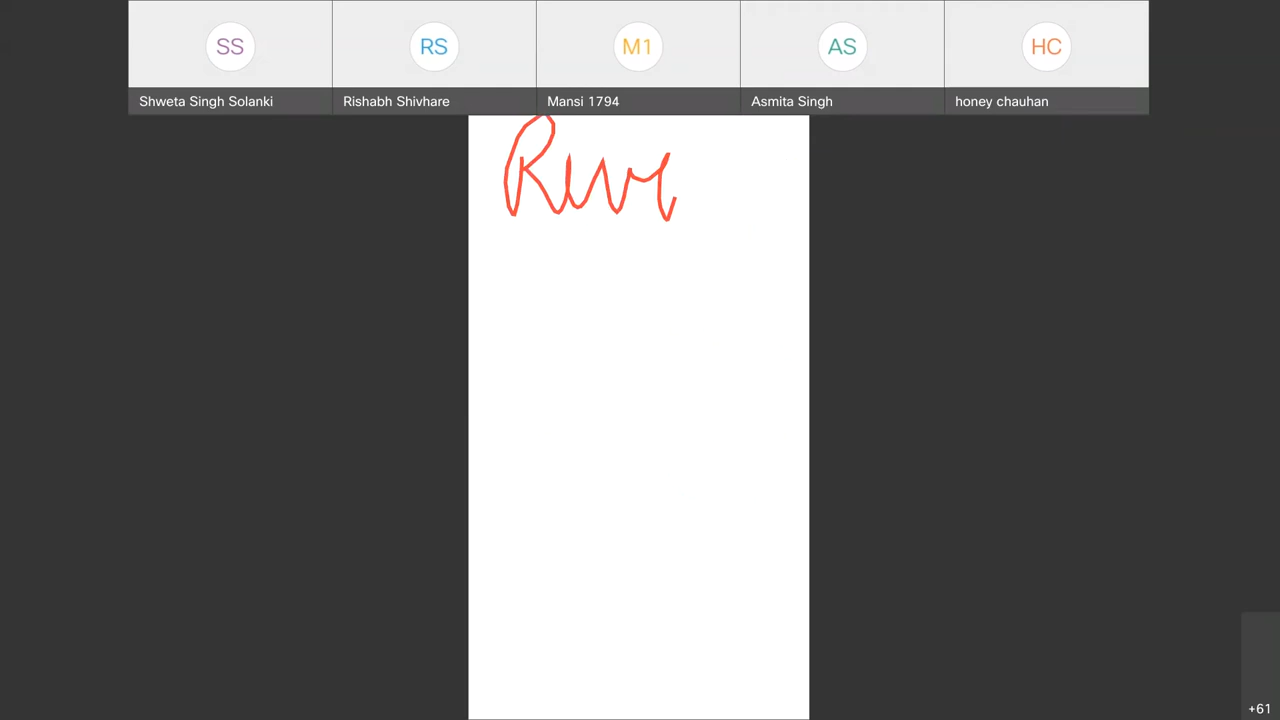 SS RS M1 AS HC
Shweta Singh Solanki Rishabh Shivhare Mansi 1794 Asmita Singh honey chauhan
+61